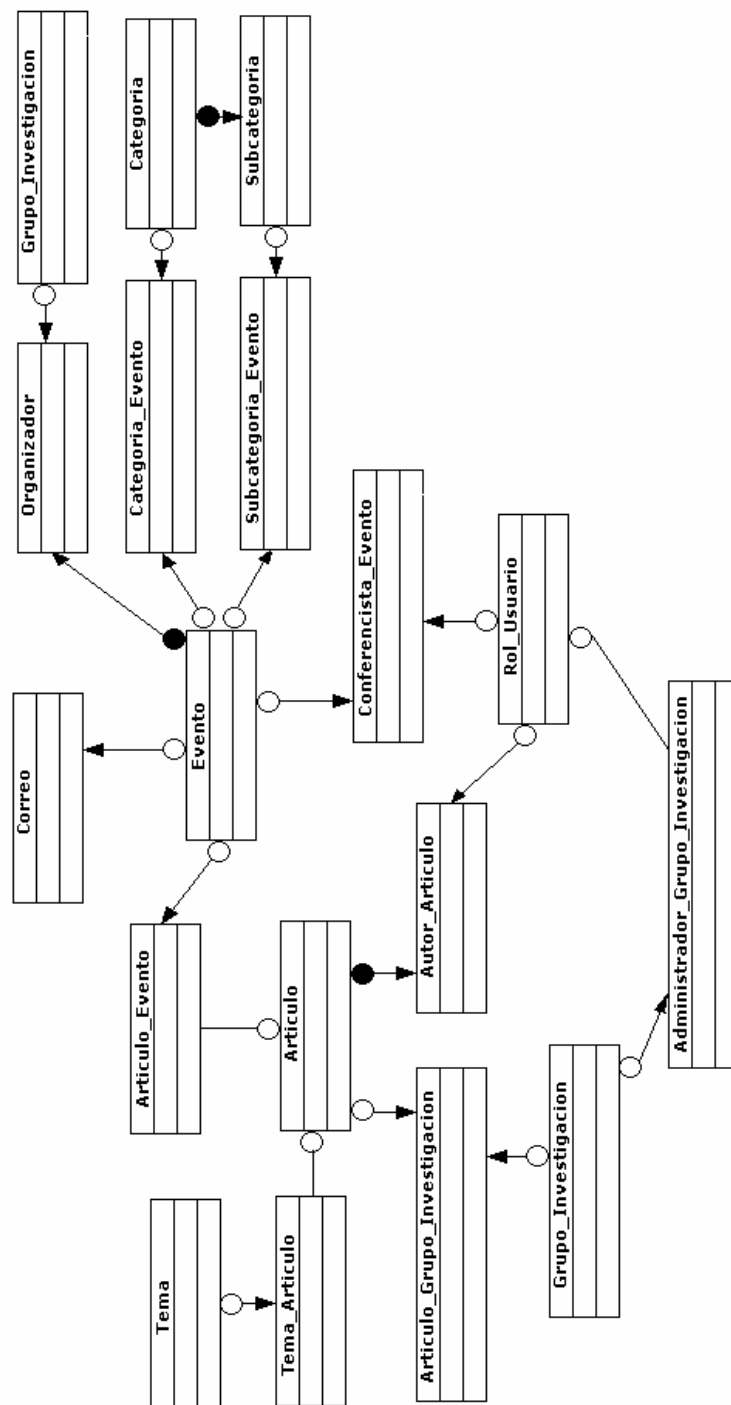 Correo
Organizador
Grupo_Investigacion
Tema
Articulo_Evento
Categoria_Evento
Categoria
Evento
Tema_Articulo
Articulo
Subcategoria_Evento
Subcategoria
Conferencista_Evento
Articulo_Grupo_Investigacion
Autor_Articulo
Rol_Usuario
Grupo_Investigacion
Administrador_Grupo_Investigacion